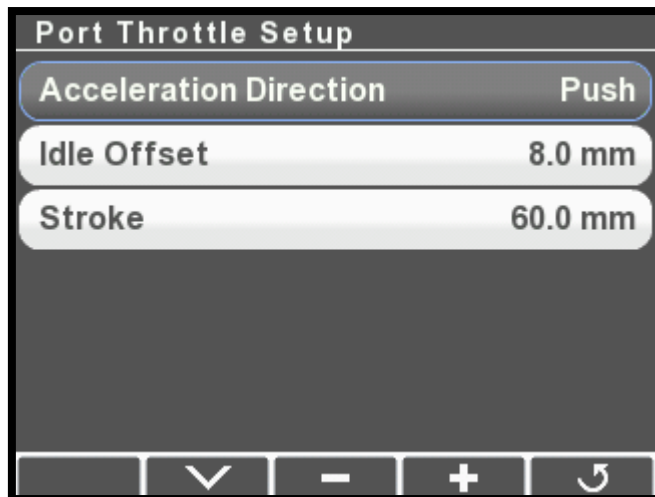 Port Throttle Setup
Acceleration Direction Push
Idle Offset 8.0 mm
Stroke 60.0 mm